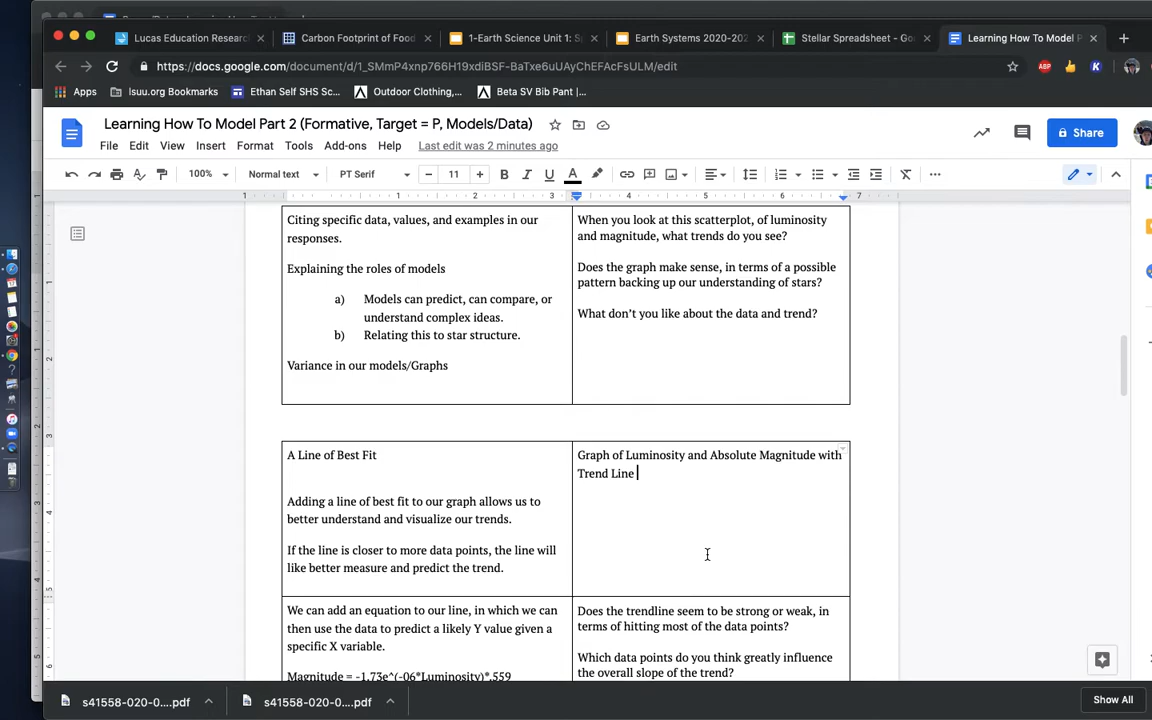 Lucas Education Resear
Carbon Footprint of Food
1-Earth Science Unit 1: S
Earth Systems 2020-202
Stellar Spreadsheet - Go
Learning How To Model P
https://docs.google.com/document/d/1_SMmP4xnp766H19xdiBSF-BaTxe6uUAyChEFAcFsULM/edit
ABP
K
Apps
lsuu.org Bookmarks
Ethan Self SHS Sc...
Outdoor Clothing,...
Beta SV Bib Pant |...
Learning How To Model Part 2 (Formative, Target = P, Models/Data)
File Edit View Insert Format Tools Add-ons Help Last edit was 2 minutes ago
Share
100% Normal text PT Serif − 11 + B I U A
1 1 2 3 4 5 6 7
Citing specific data, values, and examples in our
responses.
Explaining the roles of models
a) Models can predict, can compare, or
understand complex ideas.
b) Relating this to star structure.
Variance in our models/Graphs
When you look at this scatterplot, of luminosity
and magnitude, what trends do you see?
Does the graph make sense, in terms of a possible
pattern backing up our understanding of stars?
What don't you like about the data and trend?
A Line of Best Fit
Adding a line of best fit to our graph allows us to
better understand and visualize our trends.
If the line is closer to more data points, the line will
like better measure and predict the trend.
Graph of Luminosity and Absolute Magnitude with
Trend Line
We can add an equation to our line, in which we can
then use the data to predict a likely Y value given a
specific X variable.
Magnitude = -1.73e^(-06*Luminosity)*.559
Does the trendline seem to be strong or weak, in
terms of hitting most of the data points?
Which data points do you think greatly influence
the overall slope of the trend?
s41558-020-0....pdf
s41558-020-0....pdf
Show All